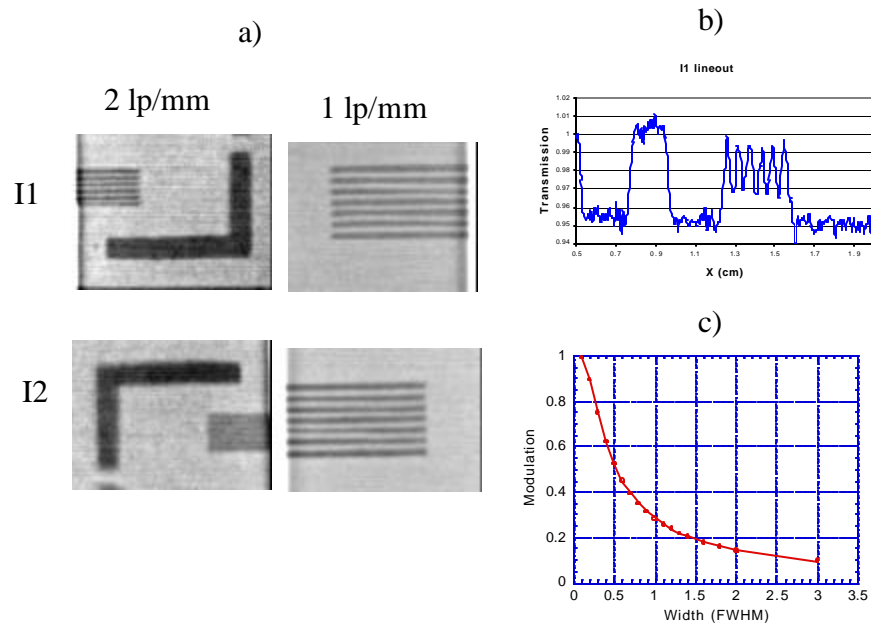 a)
2 lp/mm
1 lp/mm
I1
I2
b)
I1 lineout
1.02
1.01
1
0.99
0.98
0.97
0.96
0.95
0.94
Transmission
0.5 0.7 0.9 1.1 1.3 1.5 1.7 1.9
X (cm)
c)
1
0.8
0.6
0.4
0.2
0
Modulation
0 0.5 1 1.5 2 2.5 3 3.5
Width (FWHM)